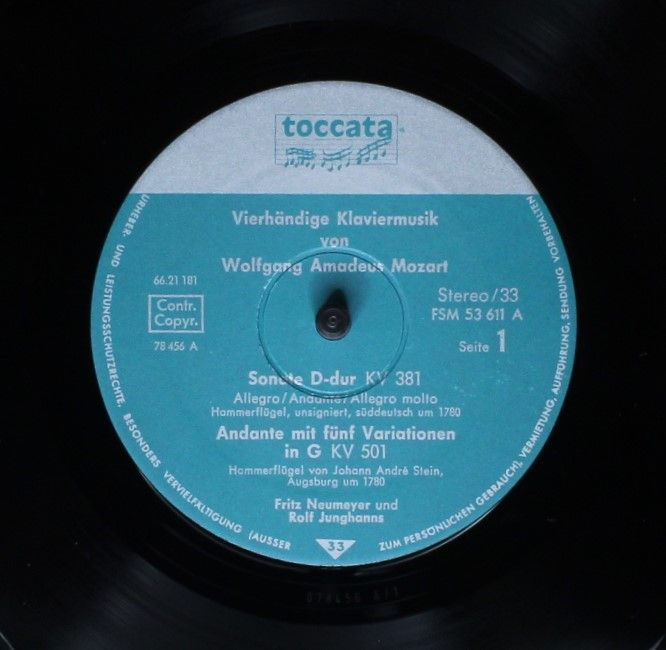 toccata
Vierhändige Klaviermusik
von
Wolfgang Amadeus Mozart
66.21 181
Contr.
Copyr.
78 456 A
Stereo/33
FSM 53 611 A
Seite 1
Sonate D-dur KV 381
Allegro/Andante/Allegro molto
Hammerflügel, unsigniert, süddeutsch um 1780
Andante mit fünf Variationen
in G KV 501
Hammerflügel von Johann André Stein,
Augsburg um 1780
Fritz Neumeyer und
Rolf Junghanns
33
URHEBER- UND LEISTUNGSSCHUTZRECHTE, BESONDERS VERVIELFÄLTIGUNG (AUSSER ZUM PERSÖNLICHEN GEBRAUCH), VERMIETUNG, AUFFÜHRUNG, SENDUNG VORBEHALTEN